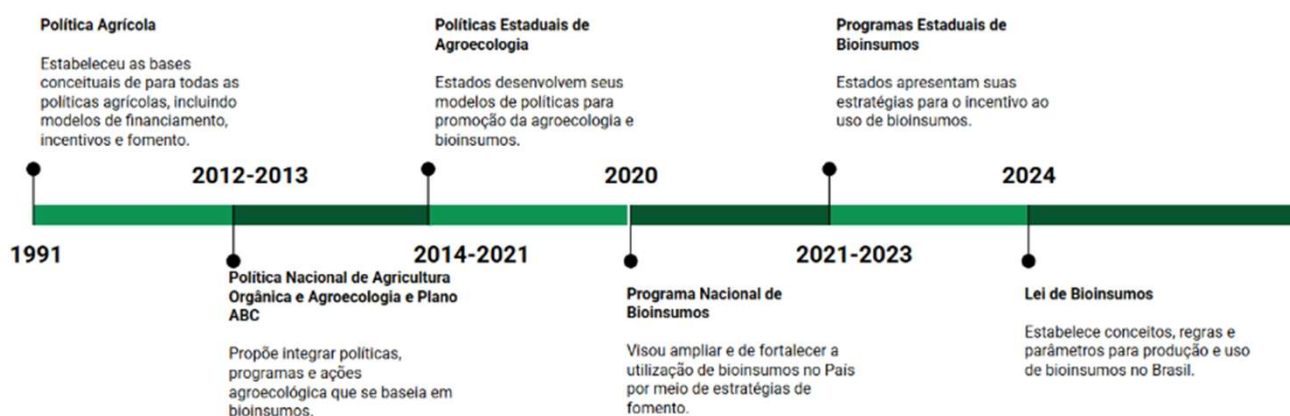 Política Agrícola
Estabeleceu as bases
conceituais de para todas as
políticas agrícolas, incluindo
modelos de financiamento,
incentivos e fomento.
1991
2012-2013
Política Nacional de Agricultura
Orgânica e Agroecologia e Plano
ABC
Propõe integrar políticas,
programas e ações
agroecológica que se baseia em
bioinsumos.
Políticas Estaduais de
Agroecologia
Estados desenvolvem seus
modelos de políticas para
promoção da agroecologia e
bioinsumos.
2014-2021
2020
Programa Nacional de
Bioinsumos
Visou ampliar e de fortalecer a
utilização de bioinsumos no País
por meio de estratégias de
fomento.
Programas Estaduais de
Bioinsumos
Estados apresentam suas
estratégias para o incentivo ao
uso de bioinsumos.
2021-2023
2024
Lei de Bioinsumos
Estabelece conceitos, regras e
parâmetros para produção e uso
de bioinsumos no Brasil.